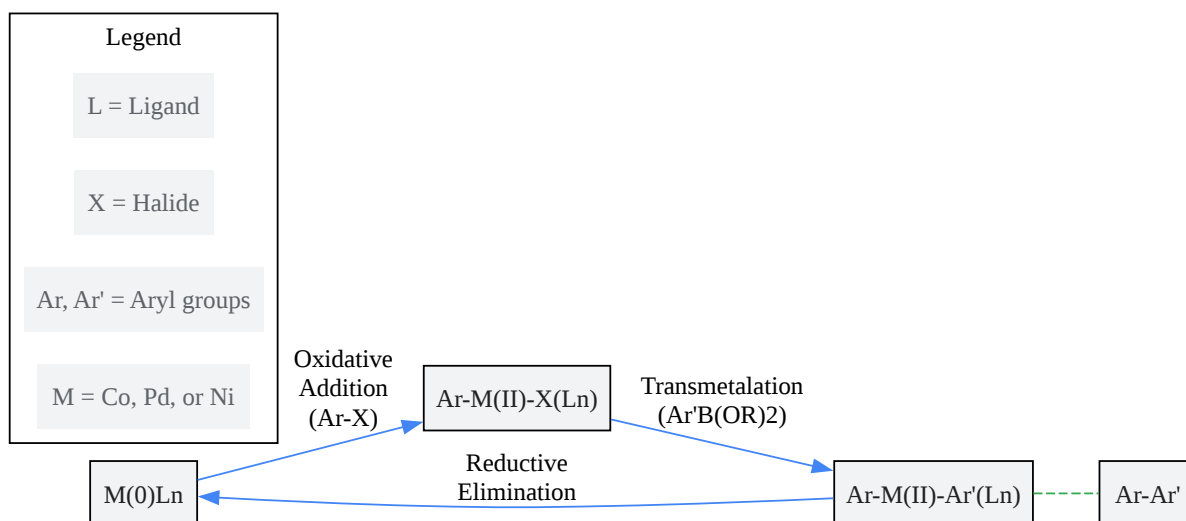 Legend
L = Ligand
X = Halide
Ar, Ar' = Aryl groups
M = Co, Pd, or Ni
Oxidative
Addition
(Ar-X)
Ar-M(II)-X(Ln)
Transmetalation
(Ar'B(OR)2)
M(0)Ln
Reductive
Elimination
Ar-M(II)-Ar'(Ln)
Ar-Ar'